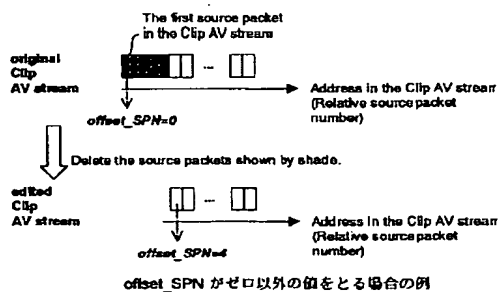 The first source packet
in the Clip AV stream
original
Clip
AV stream
...
Address in the Clip AV stream
(Relative source packet
number)
offset_SPN=0
Delete the source packets shown by shade.
edited
Clip
AV stream
...
Address in the Clip AV stream
(Relative source packet
number)
offset_SPN=4
offset_SPN がゼロ以外の値をとる場合の例